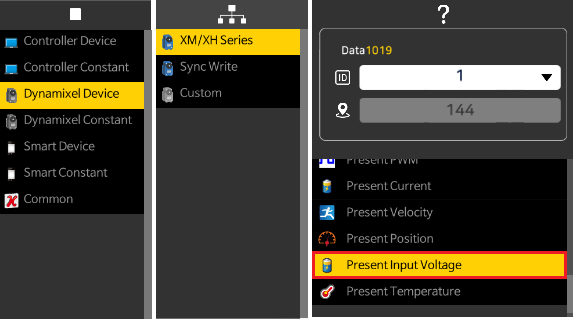 Controller Device
Controller Constant
Dynamixel Device
Dynamixel Constant
Smart Device
Smart Constant
Common
XM/XH Series
Sync Write
Custom
?
Data1019
ID 1
144
Present PWM
Present Current
Present Velocity
Present Position
Present Input Voltage
Present Temperature